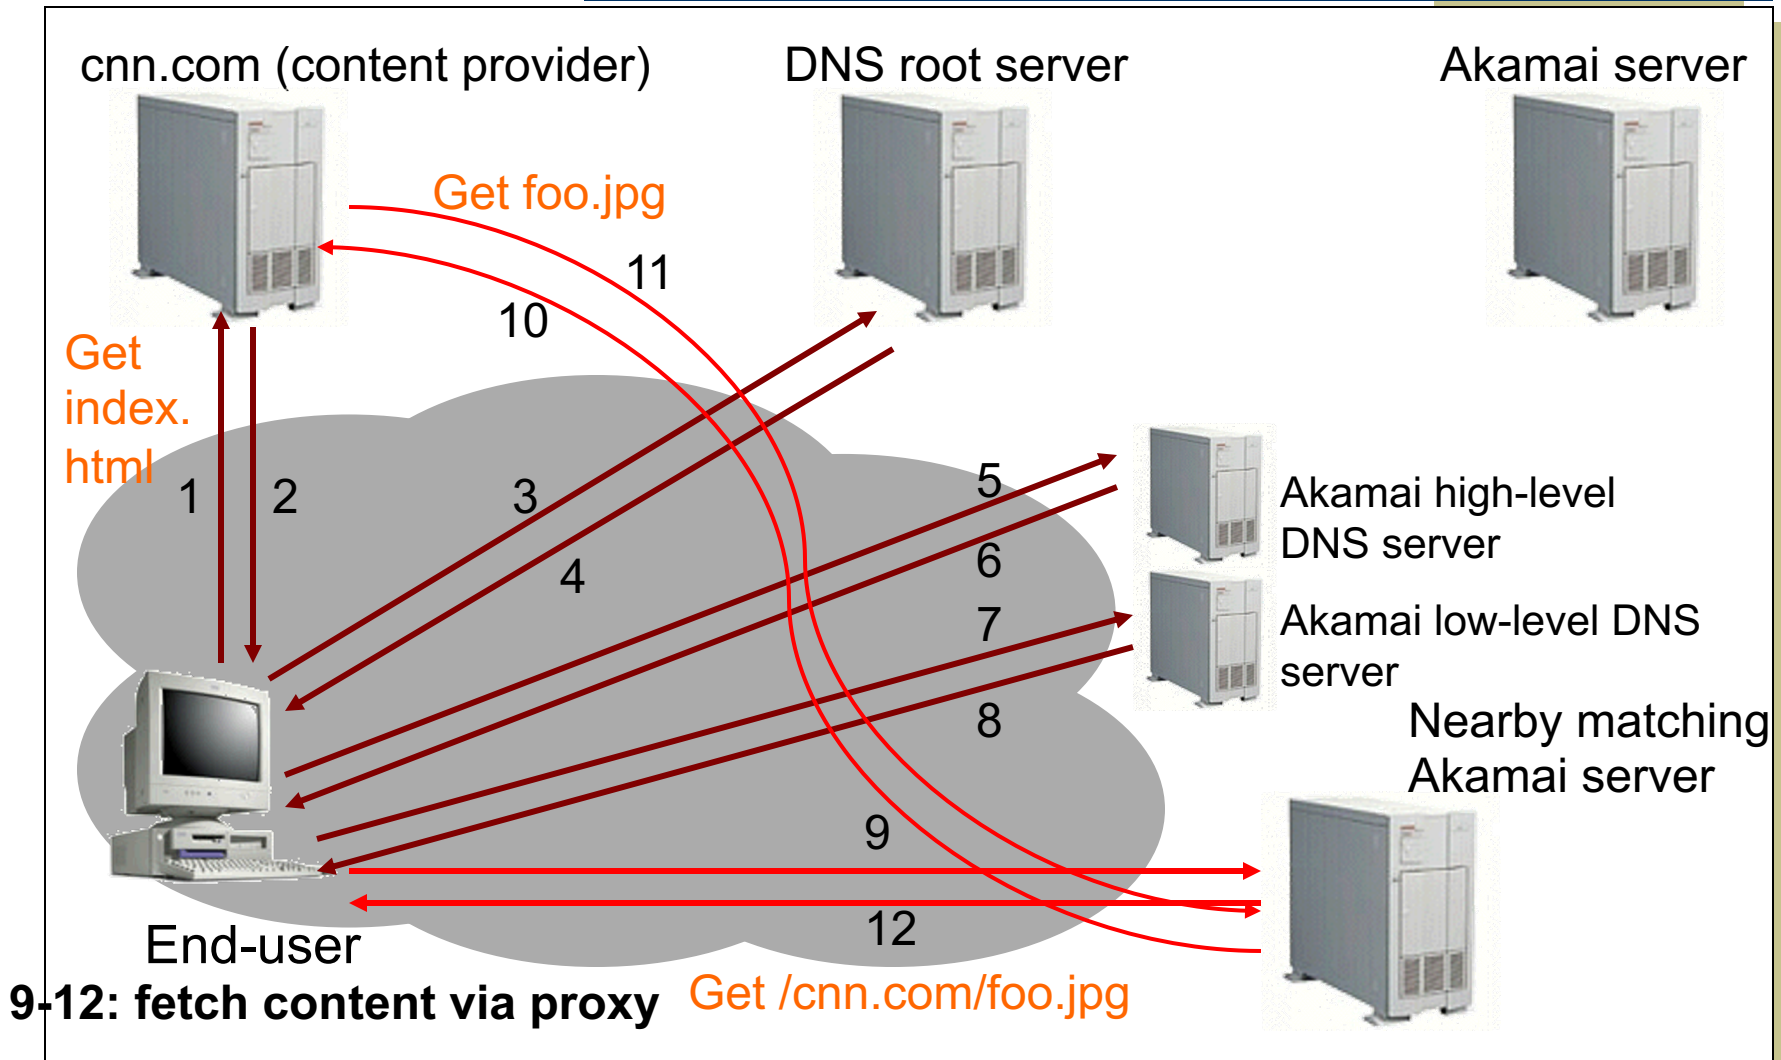 cnn.com (content provider)
DNS root server
Akamai server
Get foo.jpg
11
10
Get
index.
html
1
2
3
4
5
6
7
8
Akamai high-level
DNS server
Akamai low-level DNS
server
Nearby matching
Akamai server
9
12
End-user
9-12: fetch content via proxy
Get /cnn.com/foo.jpg